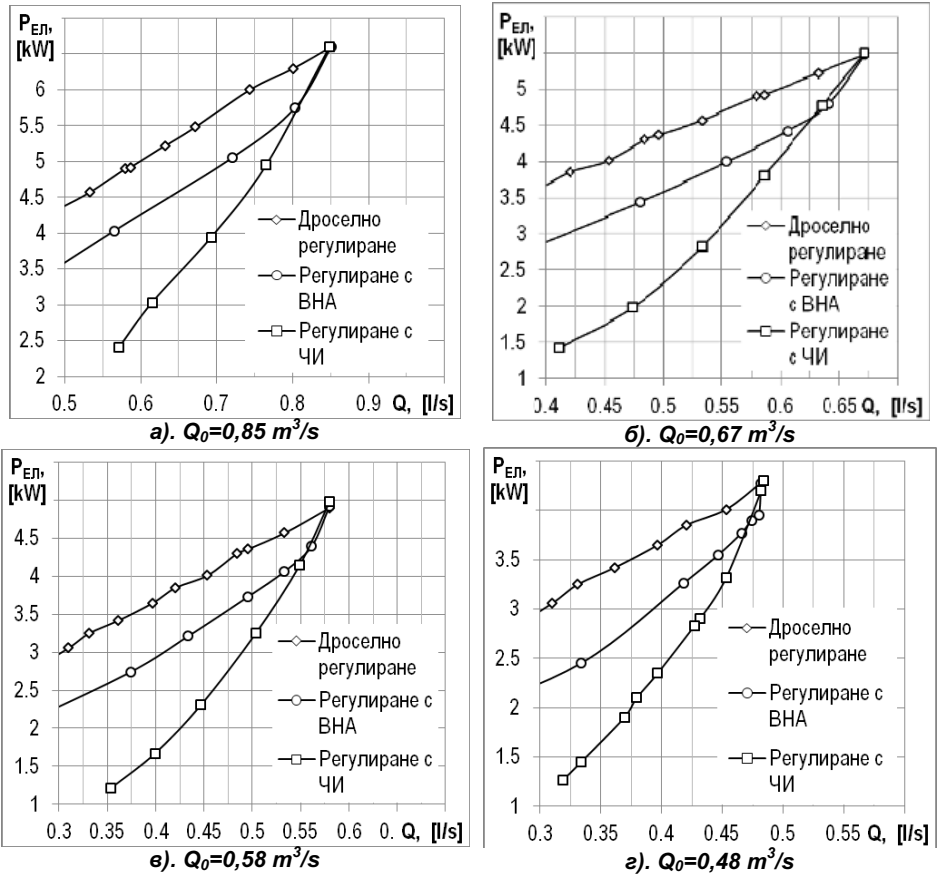 PЕЛ,
[kW]
6
5.5
5
4.5
4
3.5
3
2.5
2
Дроселно
регулиране
Регулиране с
ВНА
Регулиране с
ЧИ
0.5 0.6 0.7 0.8 0.9 Q, [l/s]
а). Q0=0,85 m³/s
PЕЛ,
[kW]
5
4.5
4
3.5
3
2.5
2
1.5
1
Дроселно
регулиране
Регулиране
с ВНА
Регулиране
с ЧИ
0.4 0.45 0.5 0.55 0.6 0.65 Q, [l/s]
б). Q0=0,67 m³/s
PЕЛ,
[kW]
4.5
4
3.5
3
2.5
2
1.5
1
Дроселно
регулиране
Регулиране с
ВНА
Регулиране с
ЧИ
0.3 0.35 0.4 0.45 0.5 0.55 0.6 0. Q, [l/s]
в). Q0=0,58 m³/s
PЕЛ,
[kW]
3.5
3
2.5
2
1.5
1
Дроселно
регулиране
Регулиране с
ВНА
Регулиране с
ЧИ
0.3 0.35 0.4 0.45 0.5 0.55 Q, [l/s]
г). Q0=0,48 m³/s